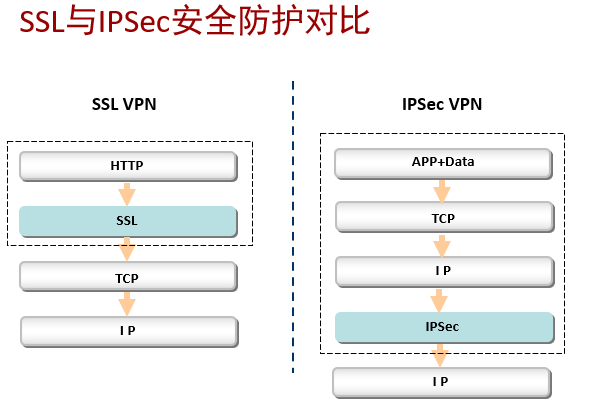 SSL与IPSec安全防护对比
SSL VPN
HTTP
SSL
TCP
I P
IPSec VPN
APP+Data
TCP
I P
IPSec
I P